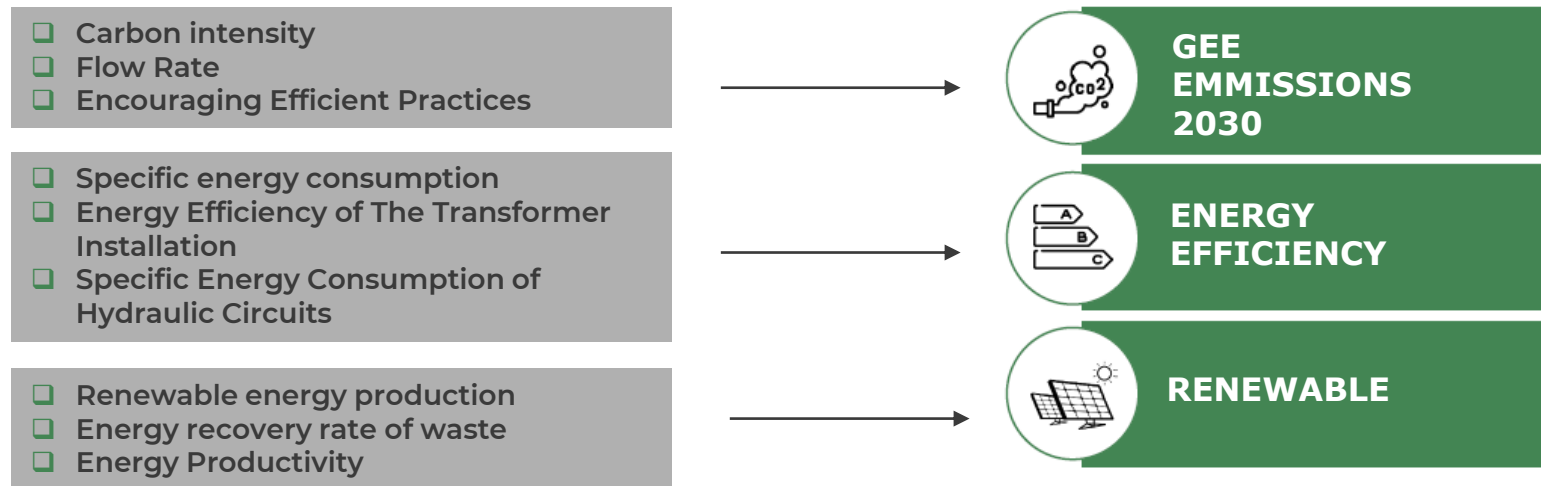 Carbon intensity
Flow Rate
Encouraging Efficient Practices
GEE
EMMISSIONS
2030
CO2
Specific energy consumption
Energy Efficiency of The Transformer
Installation
Specific Energy Consumption of
Hydraulic Circuits
A
B
C
ENERGY
EFFICIENCY
Renewable energy production
Energy recovery rate of waste
Energy Productivity
RENEWABLE